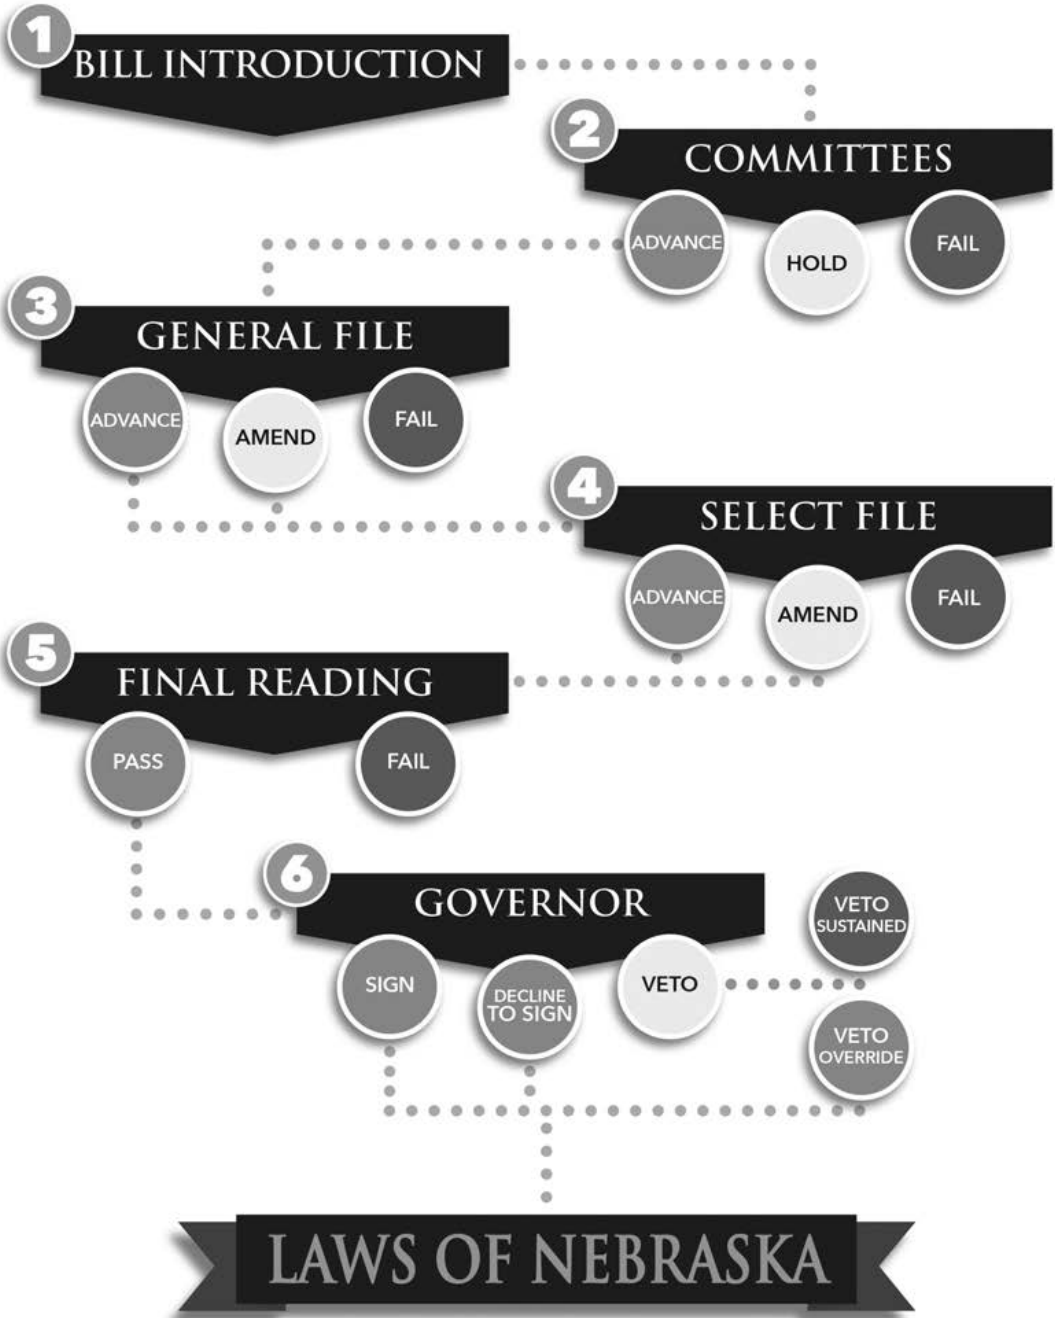 1
BILL INTRODUCTION
2
COMMITTEES
ADVANCE
HOLD
FAIL
3
GENERAL FILE
ADVANCE
AMEND
FAIL
4
SELECT FILE
ADVANCE
AMEND
FAIL
5
FINAL READING
PASS
FAIL
6
GOVERNOR
SIGN
DECLINE
TO SIGN
VETO
VETO
SUSTAINED
VETO
OVERRIDE
LAWS OF NEBRASKA